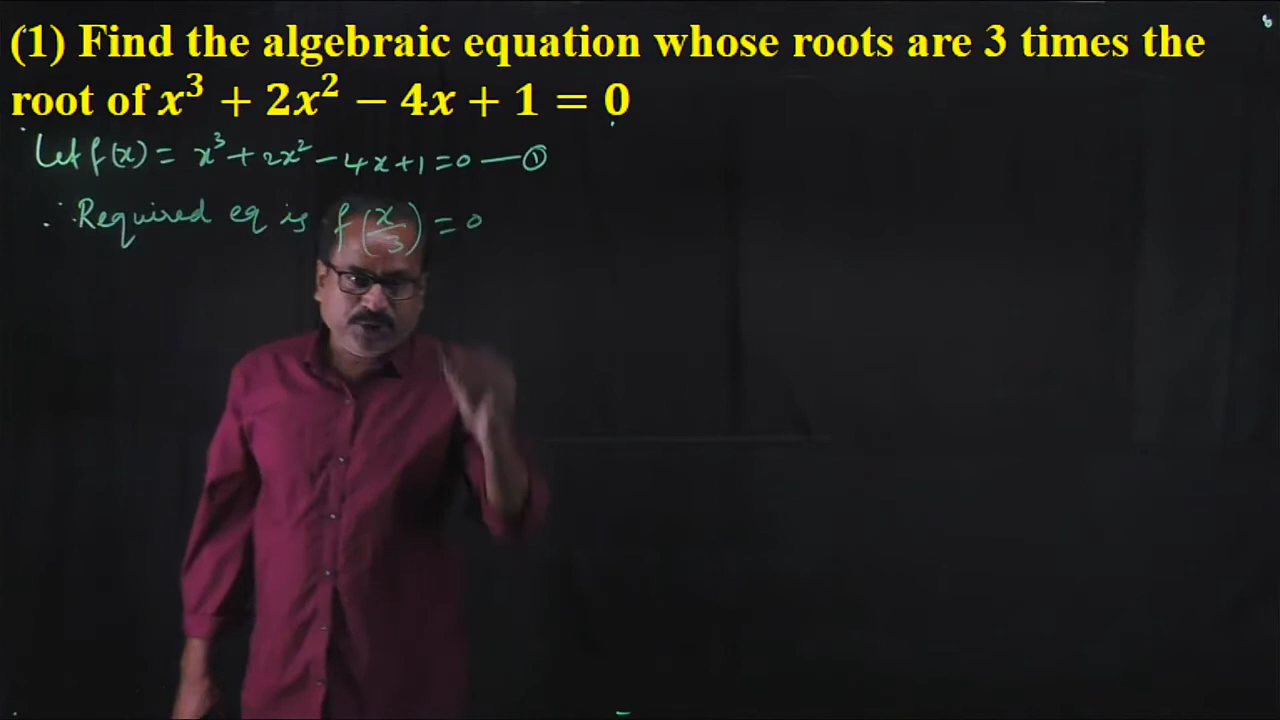 (1) Find the algebraic equation whose roots are 3 times the
root of x³ + 2x² − 4x + 1 = 0
Let f(x) = x³ + 2x² − 4x + 1 = 0 — ①
∴ Required eq is f(x/3) = 0